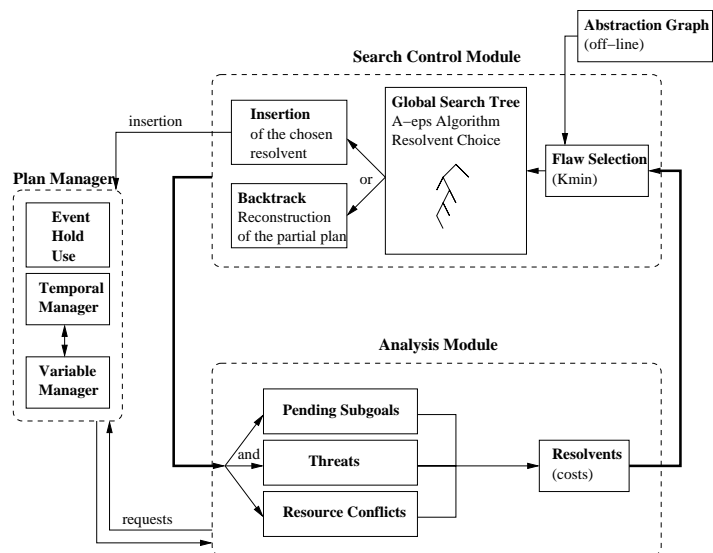 Abstraction Graph
(off–line)
Search Control Module
Global Search Tree
A–eps Algorithm
Resolvent Choice
Insertion
of the chosen
resolvent
insertion
Flaw Selection
(Kmin)
or
Backtrack
Reconstruction
of the partial plan
Plan Manager
Event
Hold
Use
Temporal
Manager
Variable
Manager
Analysis Module
Pending Subgoals
and
Threats
Resource Conflicts
Resolvents
(costs)
requests